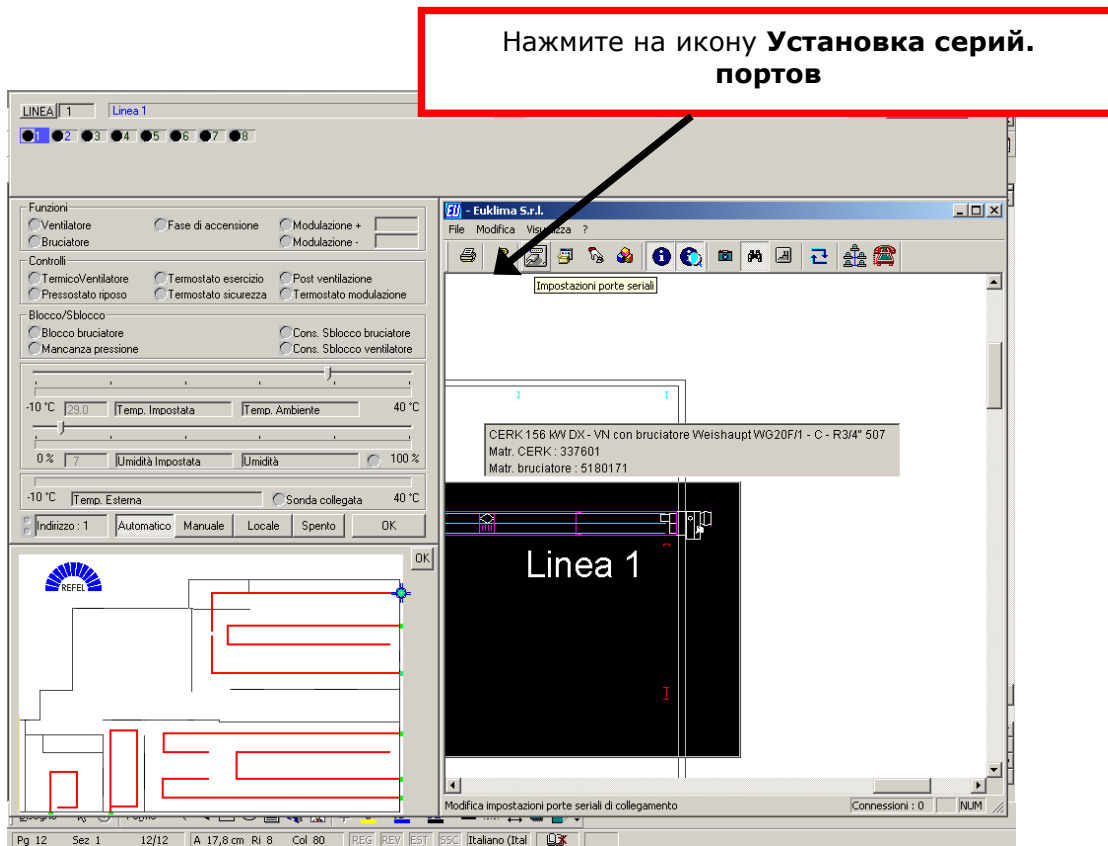 Нажмите на икону Установка серий.
портов
LINEA 1 Linea 1
1 2 3 4 5 6 7 8
Funzioni
Ventilatore Fase di accensione Modulazione +
Bruciatore Modulazione -
Controlli
TermicoVentilatore Termostato esercizio Post ventilazione
Pressostato riposo Termostato sicurezza Termostato modulazione
Blocco/Sblocco
Blocco bruciatore Cons. Sblocco bruciatore
Mancanza pressione Cons. Sblocco ventilatore
-10 °C 29.0 Temp. Impostata Temp. Ambiente 40 °C
0 % 7 Umidità Impostata Umidità 100 %
-10 °C Temp. Esterna Sonda collegata 40 °C
Indirizzo : 1 Automatico Manuale Locale Spento OK
OK
REFEL
EU - Euklima S.r.l.
File Modifica Visualizza ?
Impostazioni porte seriali
CERK 156 kW DX - VN con bruciatore Weishaupt WG20F/1 - C - R3/4" 507
Matr. CERK : 337601
Matr. bruciatore : 5180171
Linea 1
Modifica impostazioni porte seriali di collegamento Connessioni : 0 NUM
Pg 12 Sez 1 12/12 A 17,8 cm Ri 8 Col 80 REG REV EST SSC Italiano (Ital